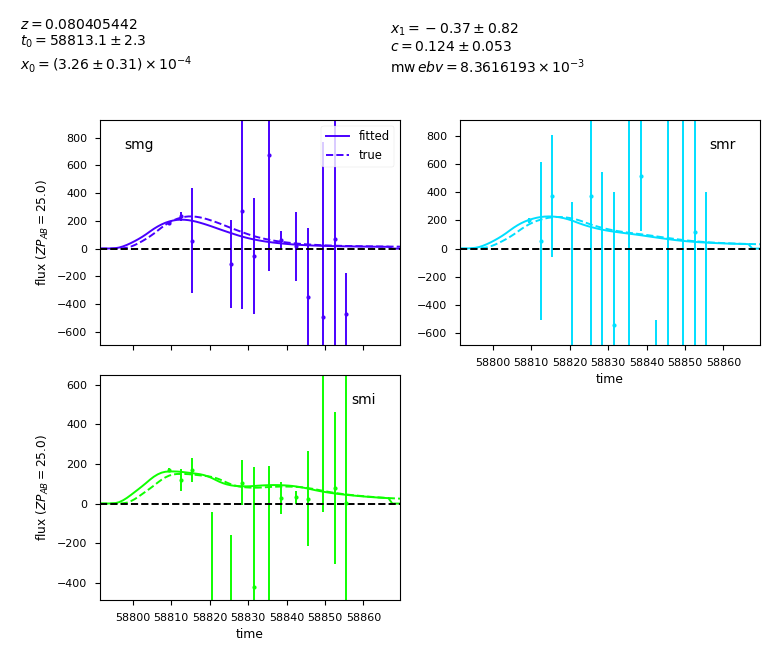 z = 0.080405442
t₀ = 58813.1 ± 2.3
x₀ = (3.26 ± 0.31) × 10⁻⁴
x₁ = −0.37 ± 0.82
c = 0.124 ± 0.053
mw ebv = 8.3616193 × 10⁻³
smg
fitted
true
800
600
400
200
0
−200
−400
−600
flux (ZP_AB = 25.0)
smr
800
600
400
200
0
−200
−400
−600
58800 58810 58820 58830 58840 58850 58860
time
smi
600
400
200
0
−200
−400
flux (ZP_AB = 25.0)
58800 58810 58820 58830 58840 58850 58860
time